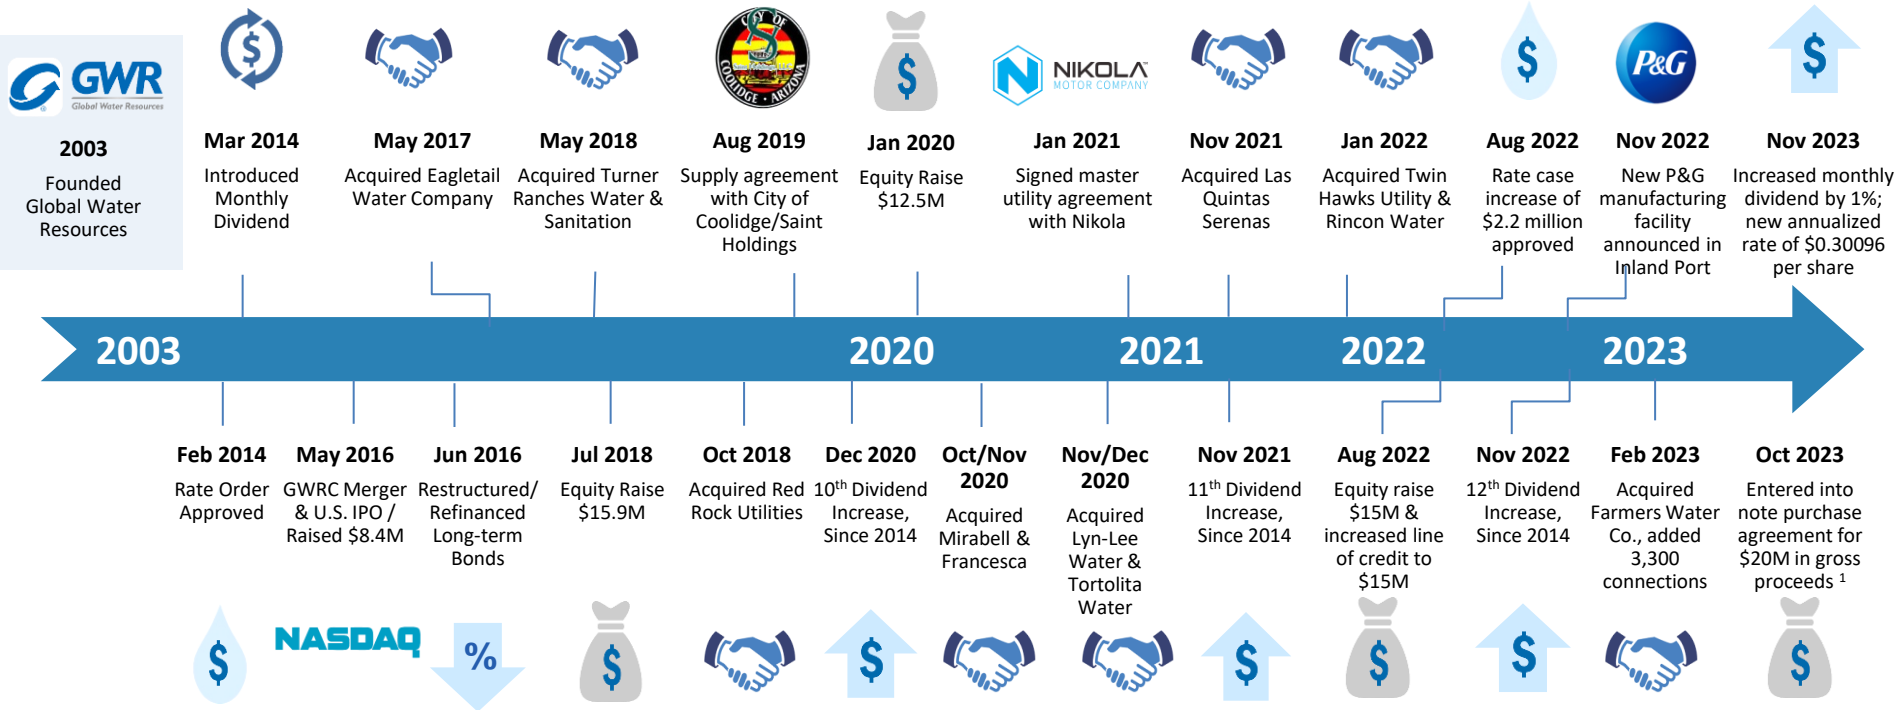 GWR
Global Water Resources
2003
Founded
Global Water
Resources
Mar 2014
Introduced
Monthly
Dividend
May 2017
Acquired Eagletail
Water Company
May 2018
Acquired Turner
Ranches Water &
Sanitation
CITY OF
COOLIDGE • ARIZONA
Aug 2019
Supply agreement
with City of
Coolidge/Saint
Holdings
$
Jan 2020
Equity Raise
$12.5M
NIKOLA
MOTOR COMPANY
Jan 2021
Signed master
utility agreement
with Nikola
Nov 2021
Acquired Las
Quintas
Serenas
Jan 2022
Acquired Twin
Hawks Utility &
Rincon Water
$
Aug 2022
Rate case
increase of
$2.2 million
approved
P&G
Nov 2022
New P&G
manufacturing
facility
announced in
Inland Port
$
Nov 2023
Increased monthly
dividend by 1%;
new annualized
rate of $0.30096
per share
2003
2020
2021
2022
2023
Feb 2014
Rate Order
Approved
$
May 2016
GWRC Merger
& U.S. IPO /
Raised $8.4M
NASDAQ
Jun 2016
Restructured/
Refinanced
Long-term
Bonds
%
Jul 2018
Equity Raise
$15.9M
$
Oct 2018
Acquired Red
Rock Utilities
Dec 2020
10th Dividend
Increase,
Since 2014
$
Oct/Nov
2020
Acquired
Mirabell &
Francesca
Nov/Dec
2020
Acquired
Lyn-Lee
Water &
Tortolita
Water
Nov 2021
11th Dividend
Increase,
Since 2014
$
Aug 2022
Equity raise
$15M &
increased line
of credit to
$15M
$
Nov 2022
12th Dividend
Increase,
Since 2014
$
Feb 2023
Acquired
Farmers Water
Co., added
3,300
connections
Oct 2023
Entered into
note purchase
agreement for
$20M in gross
proceeds 1
$